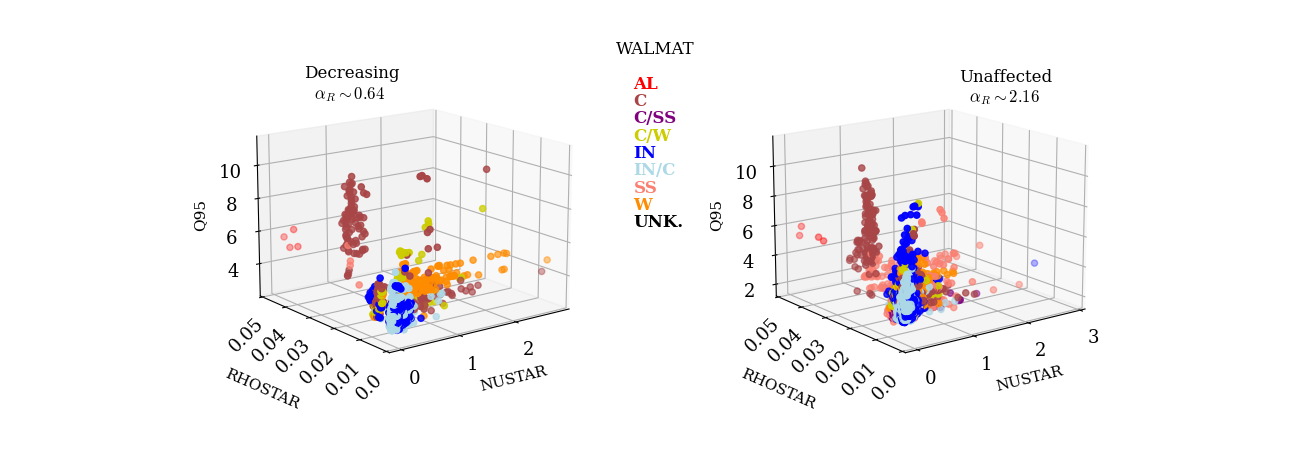 WALMAT
AL
C
C/SS
C/W
IN
IN/C
SS
W
UNK.
Decreasing
α_R ~ 0.64
Q95
10
8
6
4
0.05
0.04
0.03
0.02
0.01
0.0
RHOSTAR
0
1
2
NUSTAR
Unaffected
α_R ~ 2.16
Q95
10
8
6
4
2
0.05
0.04
0.03
0.02
0.01
0.0
RHOSTAR
0
1
2
3
NUSTAR